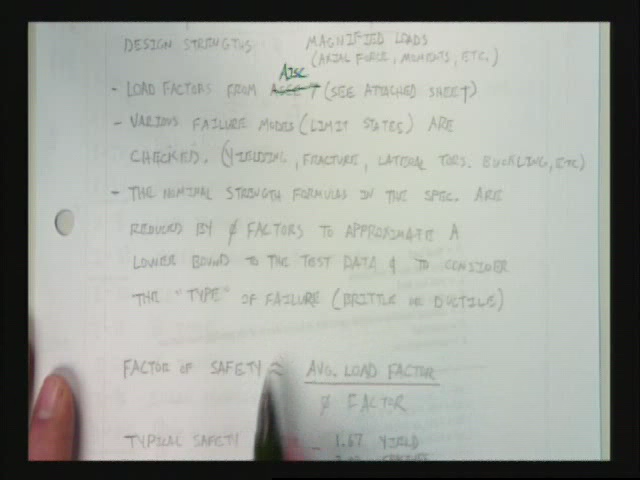 DESIGN STRENGTHS MAGNIFIED LOADS
(AXIAL FORCE, MOMENTS, ETC.)
AISC
- LOAD FACTORS FROM ASCE 7 (SEE ATTACHED SHEET)
- VARIOUS FAILURE MODES (LIMIT STATES) ARE
CHECKED. (YIELDING, FRACTURE, LATERAL TORS. BUCKLING, ETC)
- THE NOMINAL STRENGTH FORMULAS IN THE SPEC. ARE
REDUCED BY φ FACTORS TO APPROXIMATE A
LOWER BOUND TO THE TEST DATA & TO CONSIDER
THE "TYPE" OF FAILURE (BRITTLE OR DUCTILE)
FACTOR OF SAFETY ≈ AVG. LOAD FACTOR
φ FACTOR
TYPICAL SAFETY - 1.67 YIELD